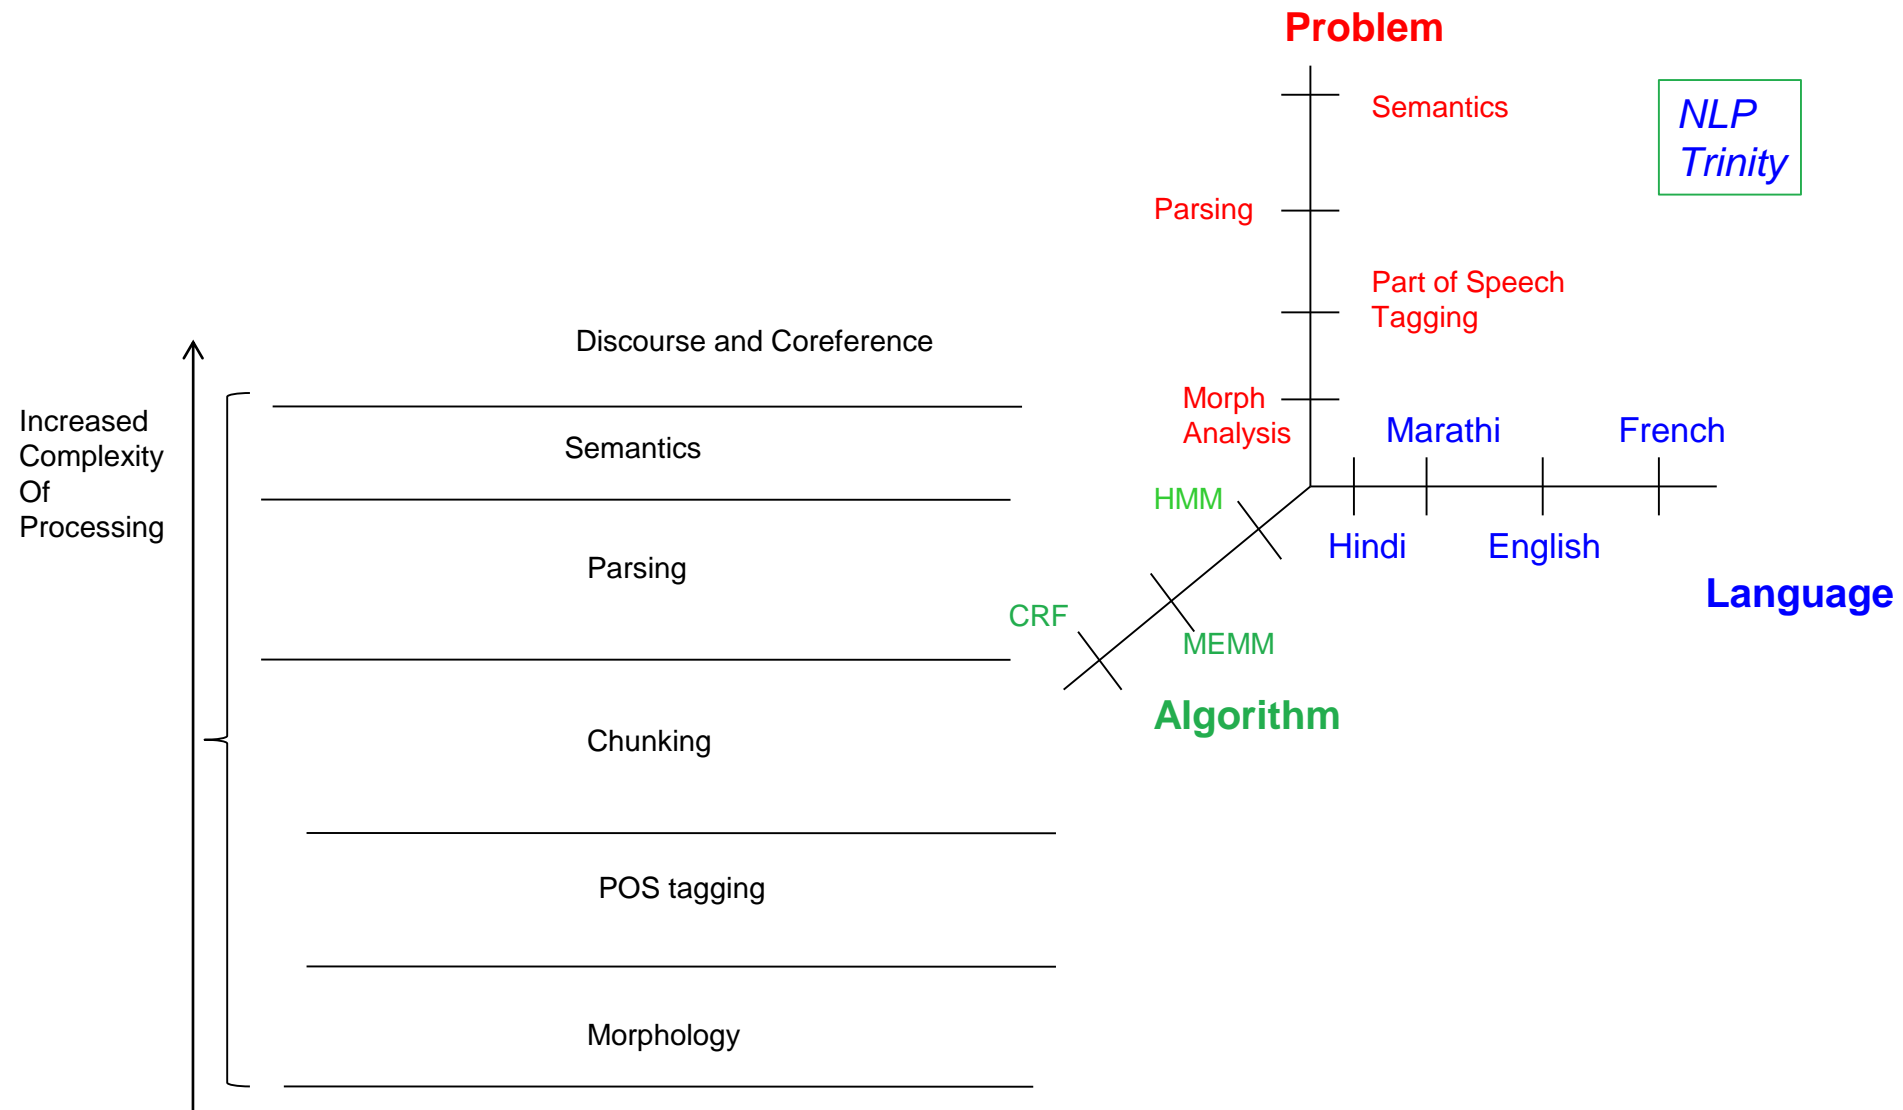 Problem
Semantics
NLP
Trinity
Parsing
Part of Speech
Tagging
Morph
Analysis
Marathi
French
HMM
Hindi
English
Language
CRF
MEMM
Algorithm
Increased
Complexity
Of
Processing
Discourse and Coreference
Semantics
Parsing
Chunking
POS tagging
Morphology